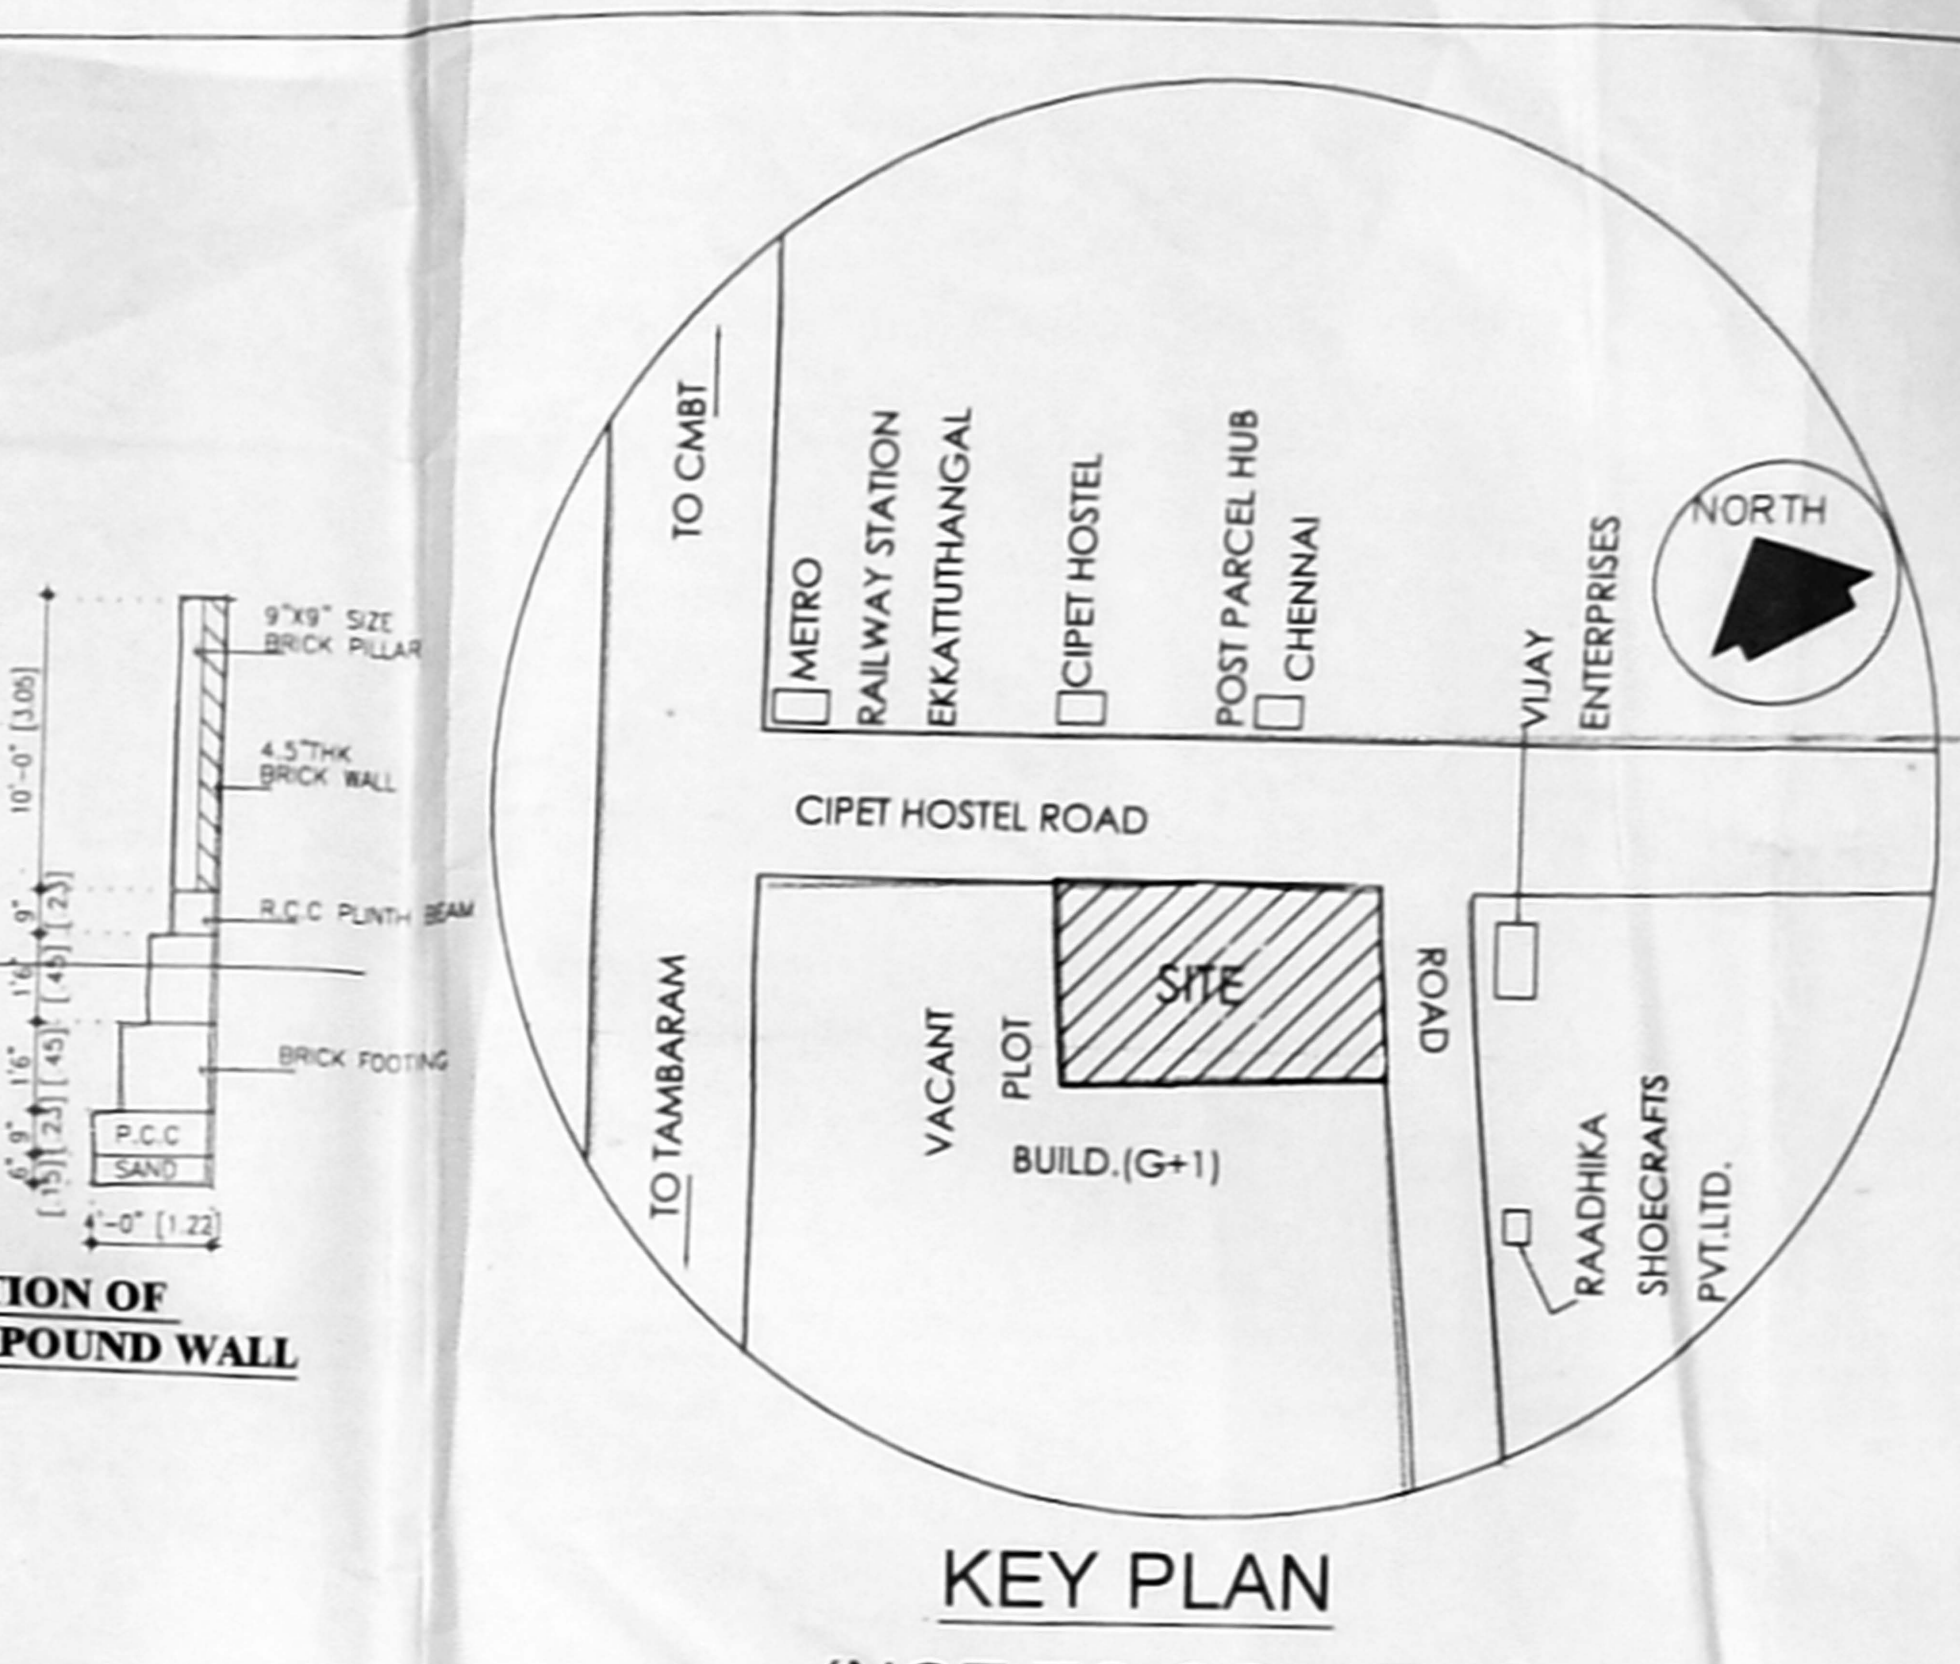 9"X9" SIZE
BRICK PILLAR
4.5"THK
BRICK WALL
R.C.C PLINTH BEAM
BRICK FOOTING
P.C.C
SAND
10'-0" [3.05]
9" [.23]
1'6" [.45]
1'6" [.45]
9" [.23]
6" [.15]
4'-0" [1.22]
TION OF
POUND WALL
TO CMBT
METRO
RAILWAY STATION
EKKATTUTHANGAL
CIPET HOSTEL
POST PARCEL HUB
CHENNAI
VIJAY
ENTERPRISES
NORTH
CIPET HOSTEL ROAD
TO TAMBARAM
VACANT
PLOT
SITE
ROAD
BUILD.(G+1)
RAADHIKA
SHOECRAFTS
PVT.LTD.
KEY PLAN